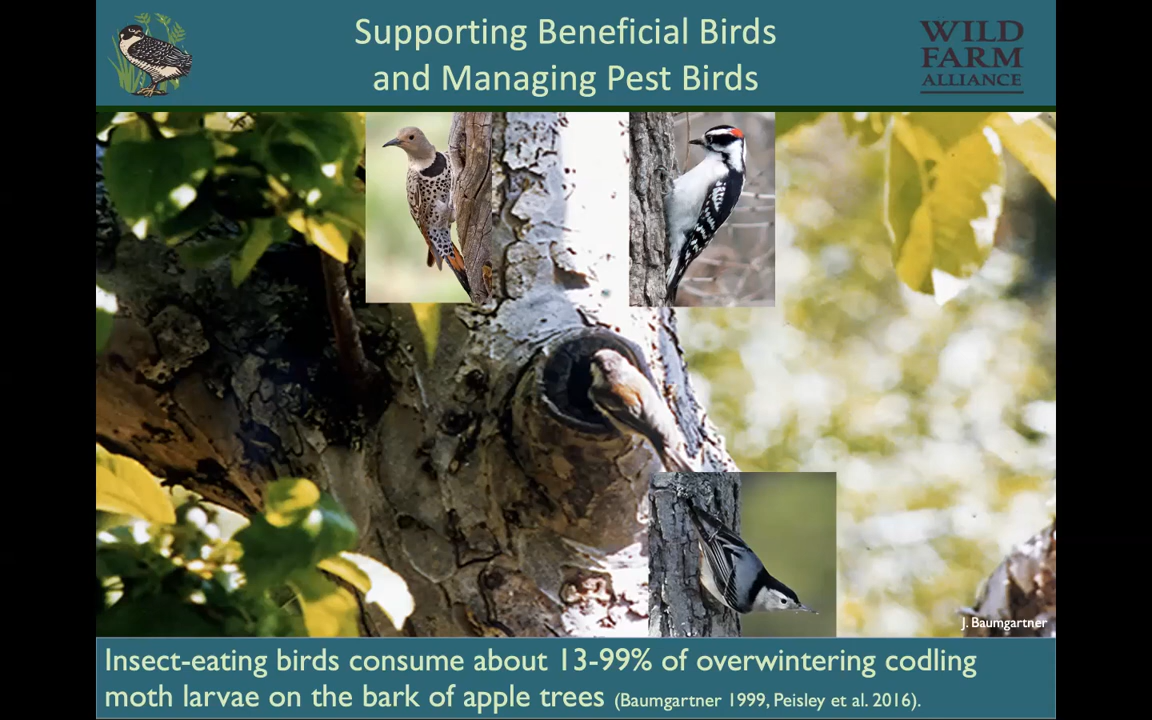 Supporting Beneficial Birds
and Managing Pest Birds
WILD
FARM
ALLIANCE
J. Baumgartner
Insect-eating birds consume about 13-99% of overwintering codling
moth larvae on the bark of apple trees (Baumgartner 1999, Peisley et al. 2016).